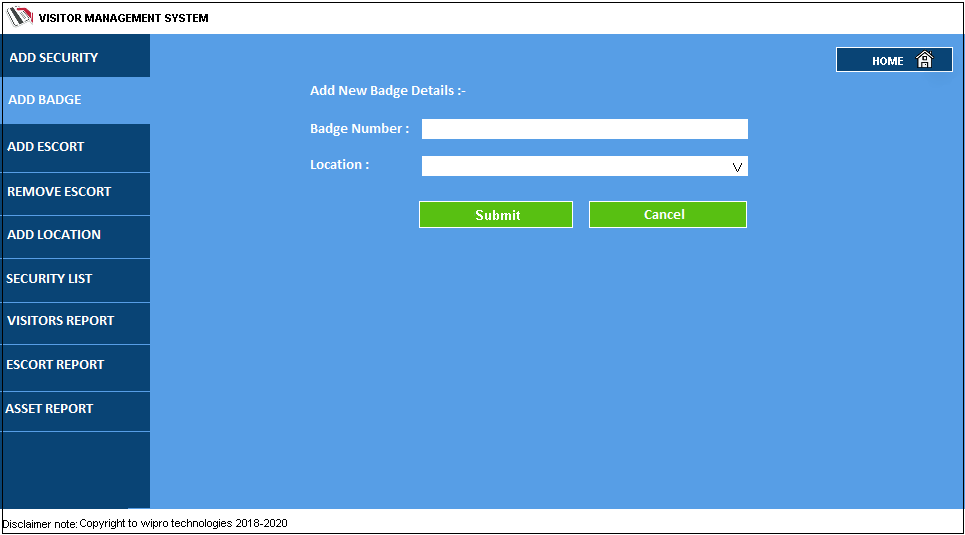 VISITOR MANAGEMENT SYSTEM
ADD SECURITY
HOME
ADD BADGE
Add New Badge Details :-
Badge Number :
ADD ESCORT
Location :
V
REMOVE ESCORT
Submit Cancel
ADD LOCATION
SECURITY LIST
VISITORS REPORT
ESCORT REPORT
ASSET REPORT
Disclaimer note: Copyright to wipro technologies 2018-2020